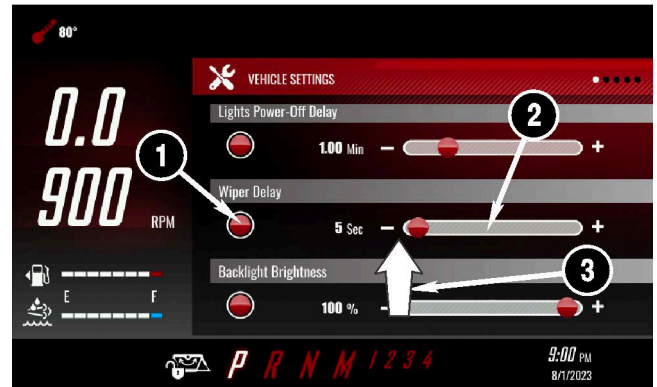 80°
VEHICLE SETTINGS
Lights Power-Off Delay
1.00 Min − +
2
0.0
1
Wiper Delay
900 RPM
5 Sec − +
3
Backlight Brightness
E F
100 % - +
P R N M 1 2 3 4
9:00 PM
8/1/2023